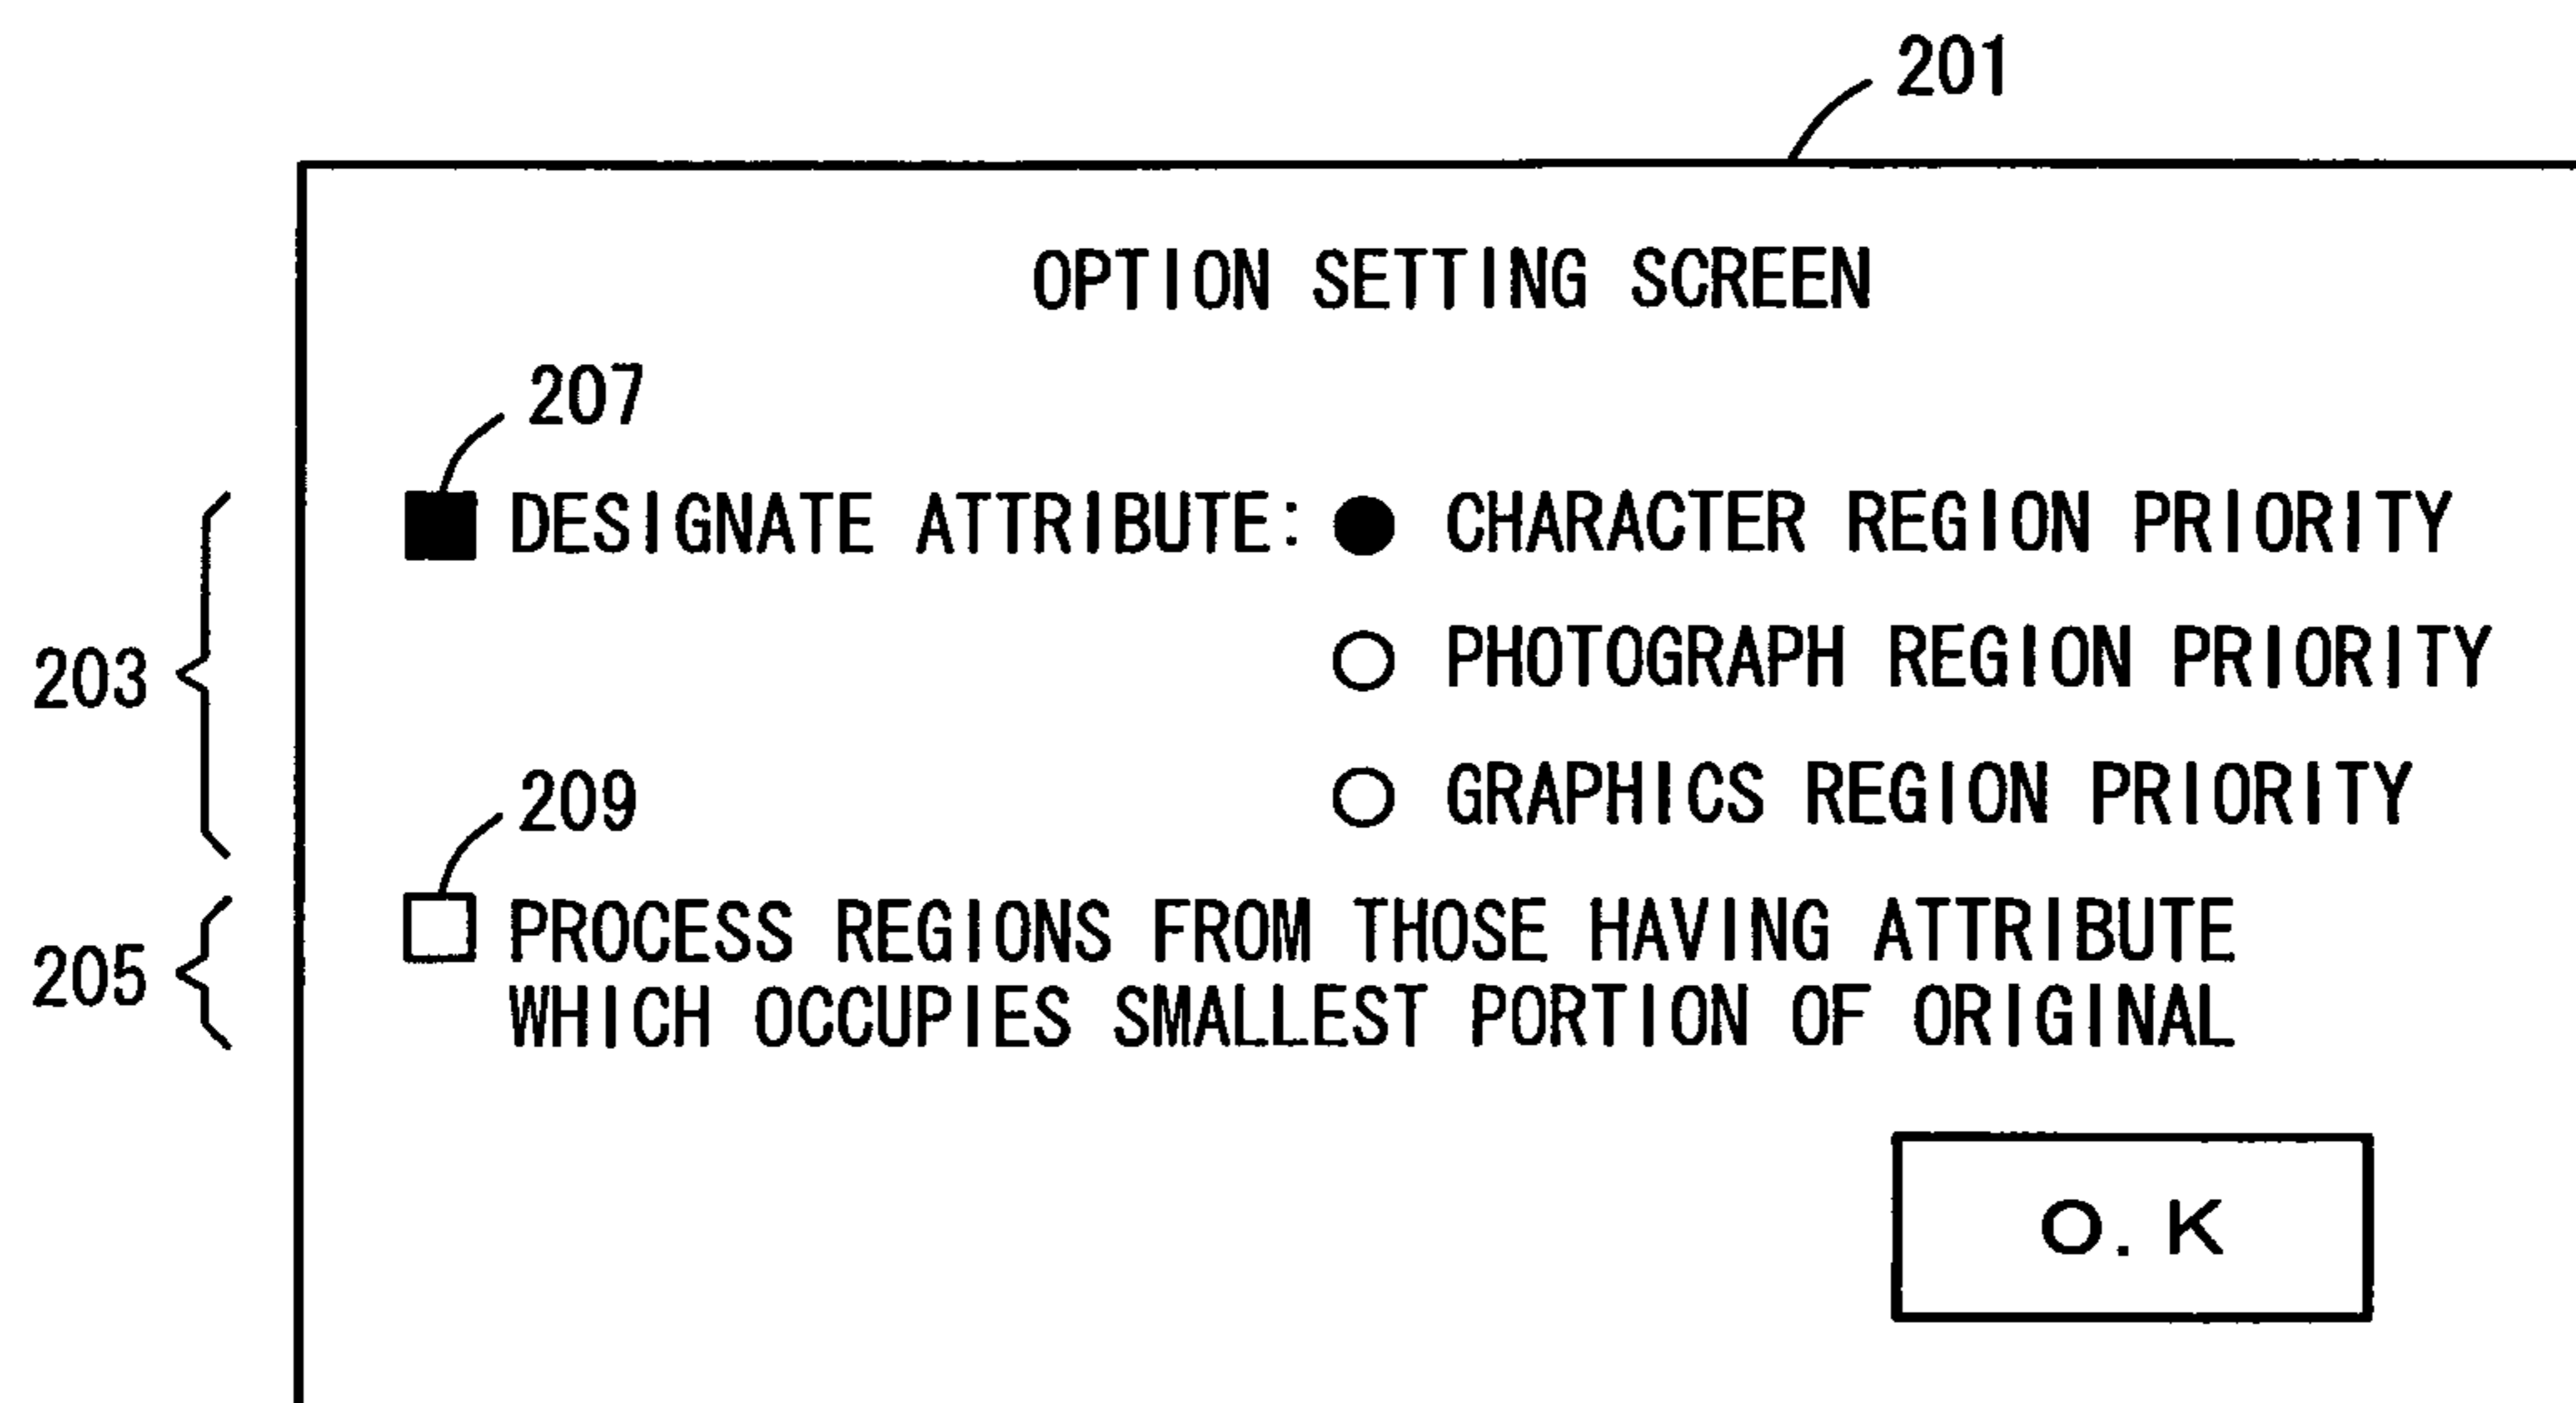 201
OPTION SETTING SCREEN
207
DESIGNATE ATTRIBUTE: CHARACTER REGION PRIORITY
203 PHOTOGRAPH REGION PRIORITY
GRAPHICS REGION PRIORITY
209
205 PROCESS REGIONS FROM THOSE HAVING ATTRIBUTE
WHICH OCCUPIES SMALLEST PORTION OF ORIGINAL
O.K